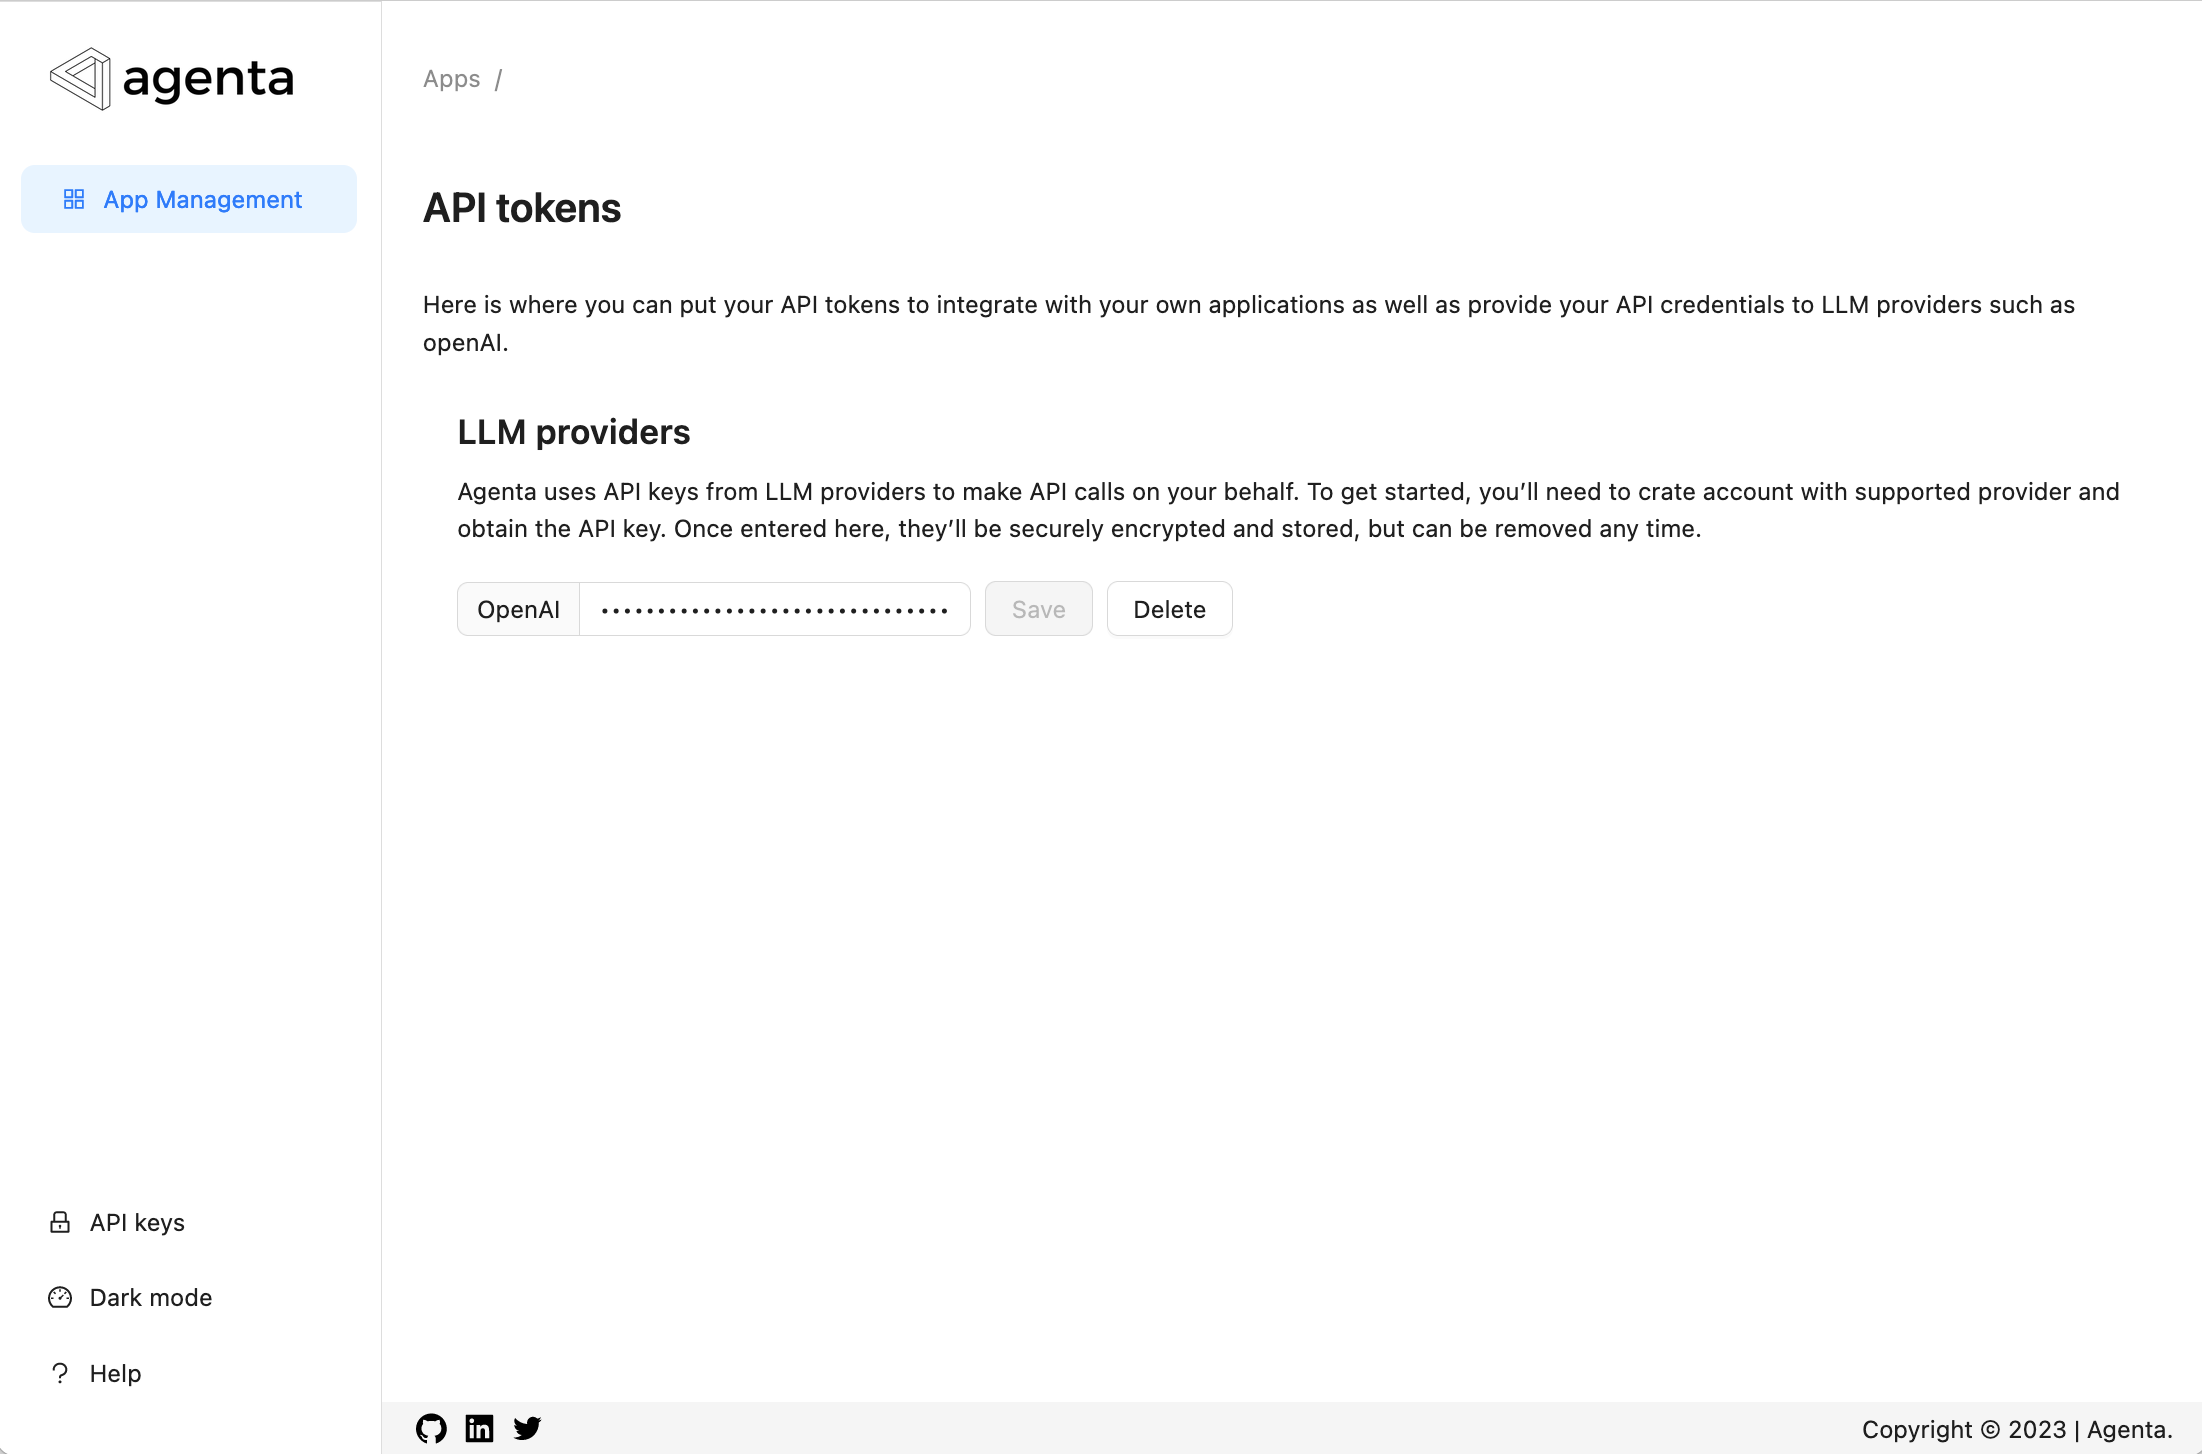 agenta
App Management
Apps /
API tokens
Here is where you can put your API tokens to integrate with your own applications as well as provide your API credentials to LLM providers such as
openAI.
LLM providers
Agenta uses API keys from LLM providers to make API calls on your behalf. To get started, you’ll need to crate account with supported provider and
obtain the API key. Once entered here, they’ll be securely encrypted and stored, but can be removed any time.
OpenAI ••••••••••••••••••••••••••••••• Save Delete
API keys
Dark mode
Help
Copyright © 2023 | Agenta.